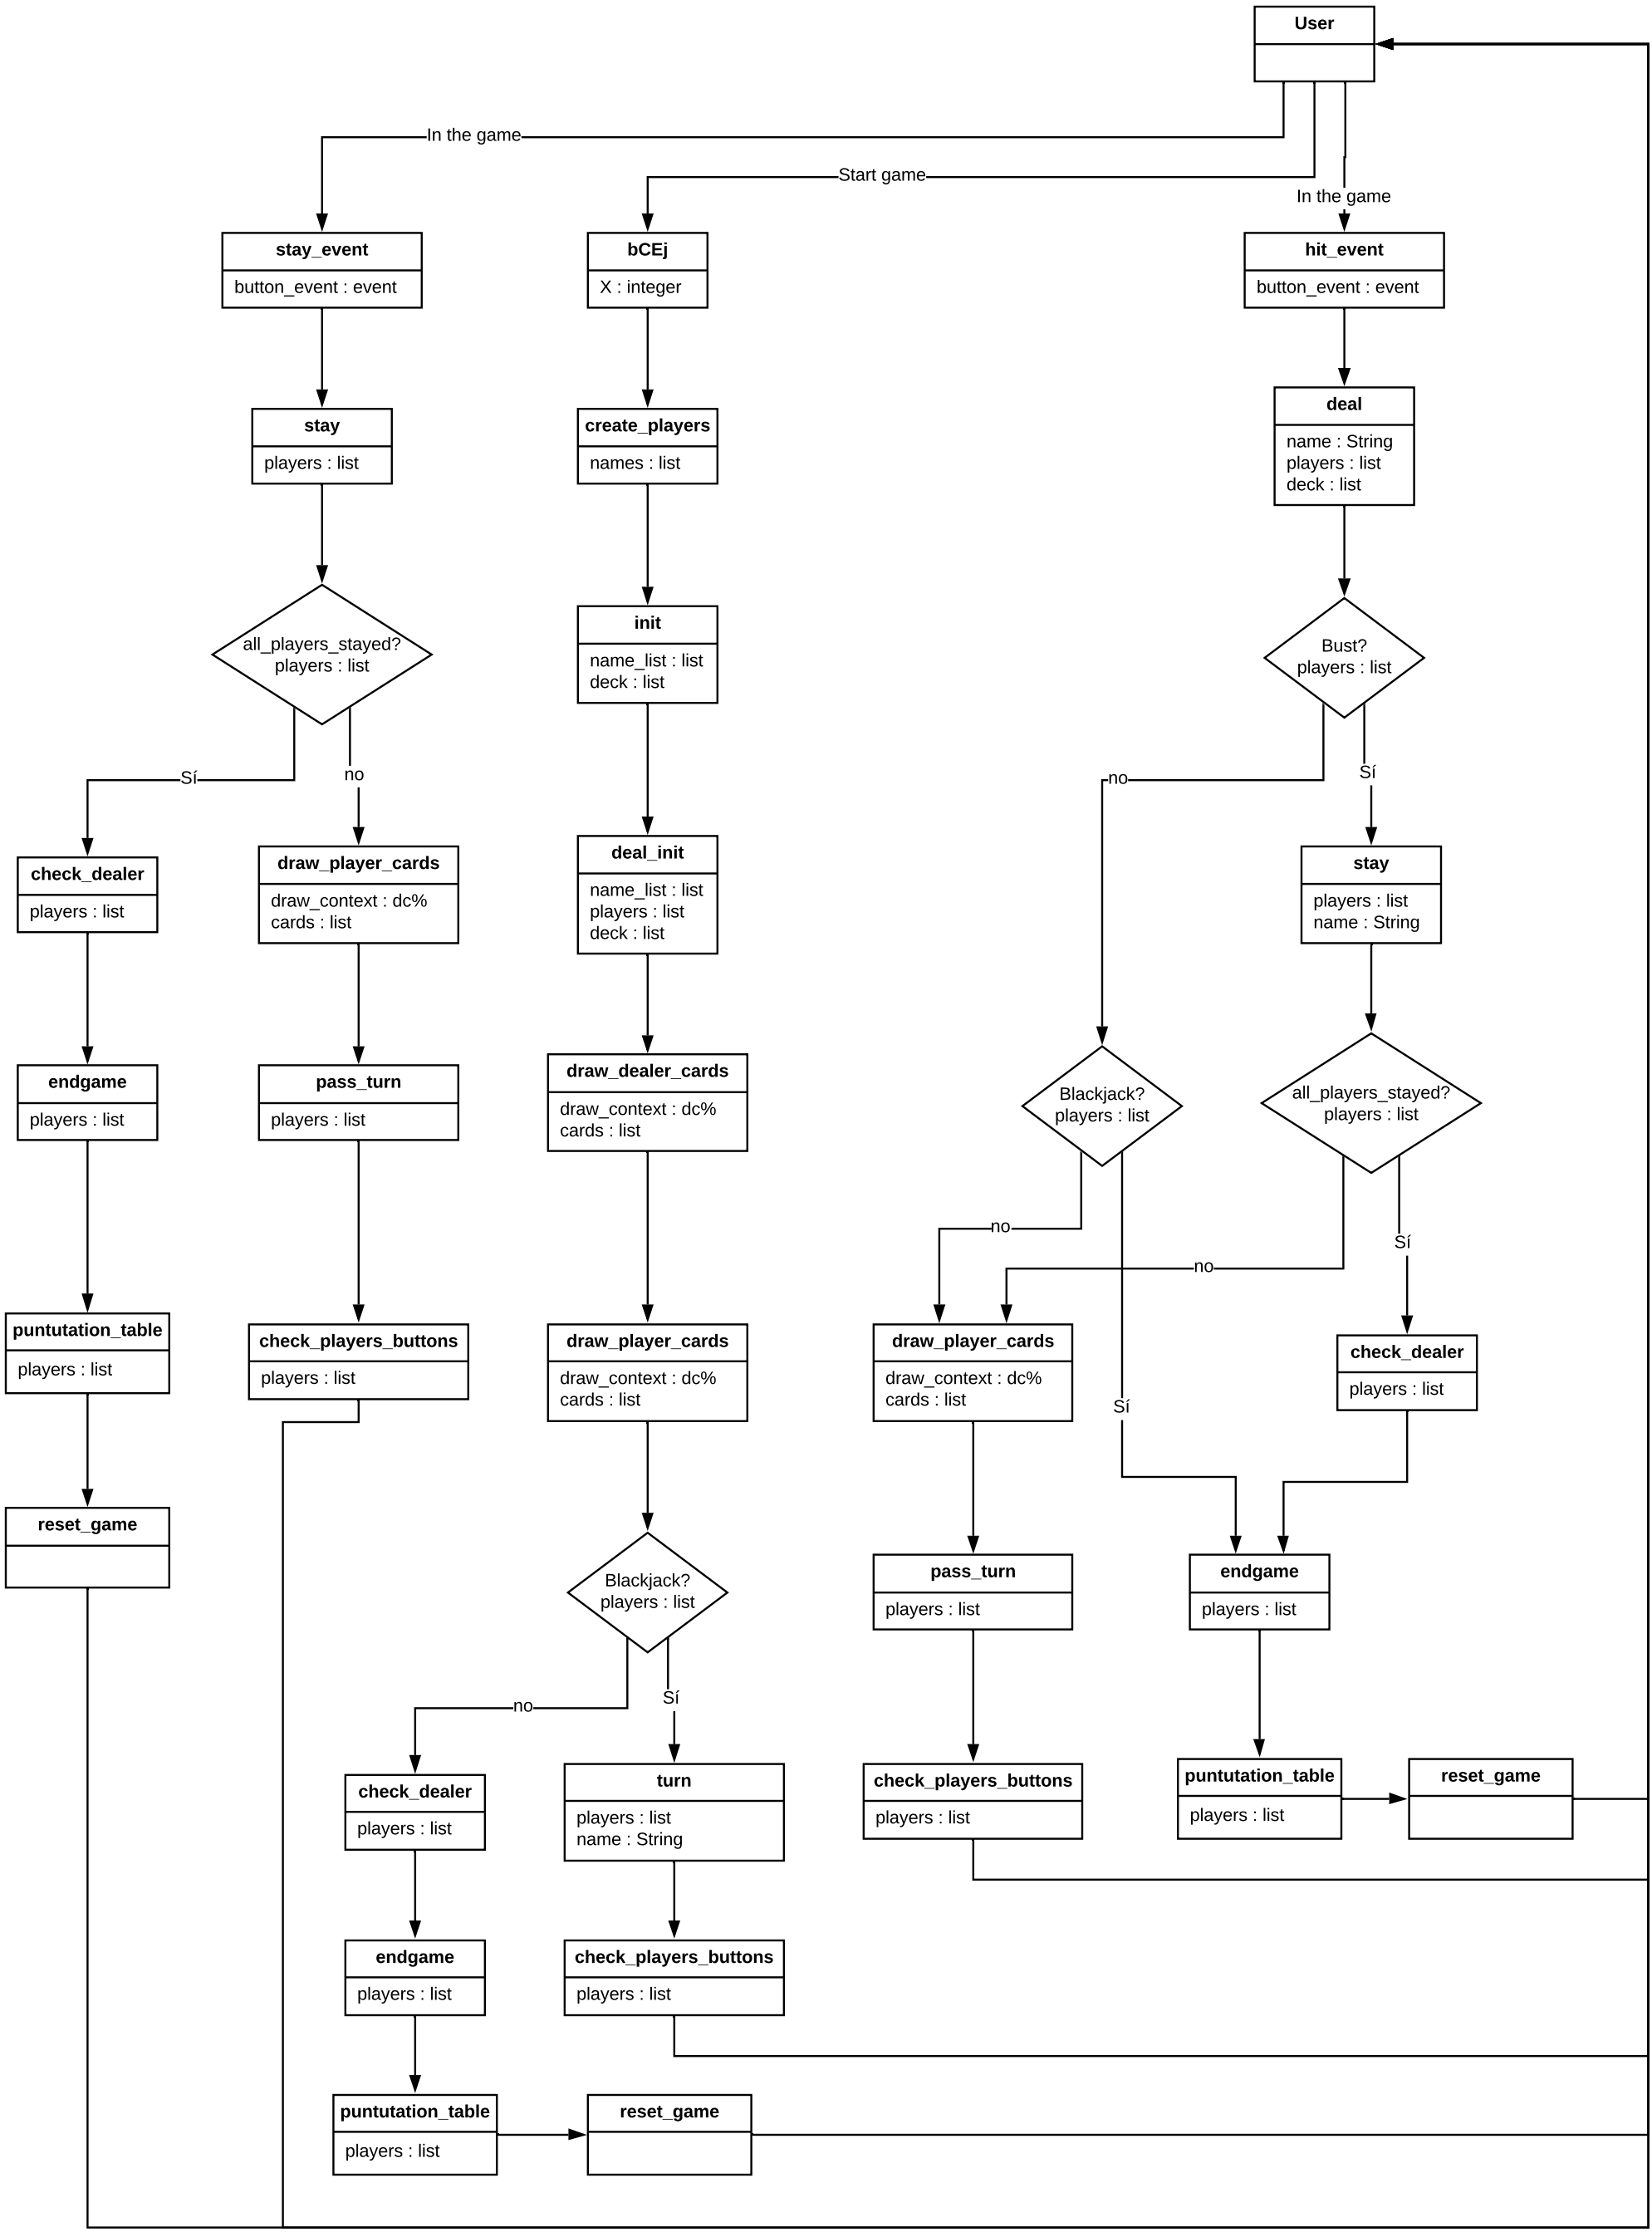 User
In the game
Start game
In the game
stay_event
button_event : event
bCEj
X : integer
hit_event
button_event : event
stay
players : list
create_players
names : list
deal
name : String
players : list
deck : list
all_players_stayed?
players : list
init
name_list : list
deck : list
Bust?
players : list
Sí
no
no
Sí
check_dealer
players : list
draw_player_cards
draw_context : dc%
cards : list
deal_init
name_list : list
players : list
deck : list
stay
players : list
name : String
endgame
players : list
pass_turn
players : list
draw_dealer_cards
draw_context : dc%
cards : list
Blackjack?
players : list
all_players_stayed?
players : list
no
no
Sí
Sí
puntutation_table
players : list
check_players_buttons
players : list
draw_player_cards
draw_context : dc%
cards : list
draw_player_cards
draw_context : dc%
cards : list
check_dealer
players : list
reset_game
Blackjack?
players : list
pass_turn
players : list
endgame
players : list
no
Sí
check_dealer
players : list
turn
players : list
name : String
check_players_buttons
players : list
puntutation_table
players : list
reset_game
endgame
players : list
check_players_buttons
players : list
puntutation_table
players : list
reset_game